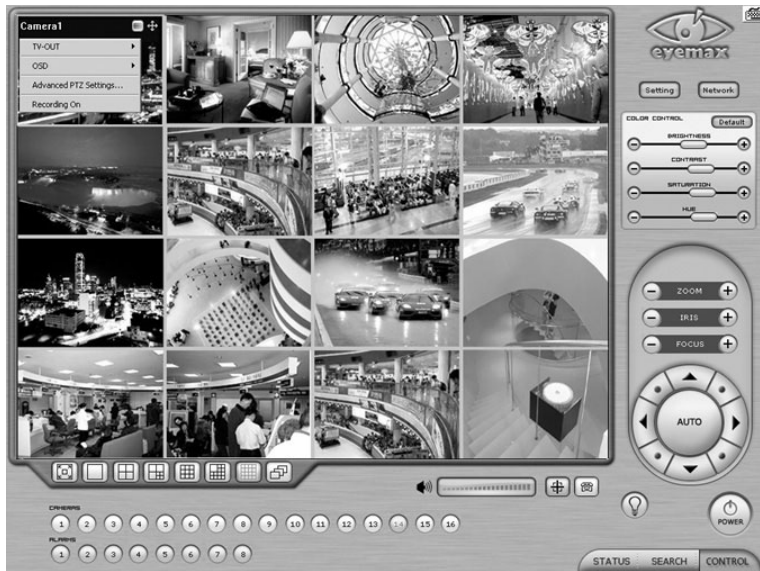 Camera1
TV-OUT
OSD
Advanced PTZ Settings...
Recording On
eyemax
Setting
Network
COLOR CONTROL
Default
BRIGHTNESS
CONTRAST
SATURATION
HUE
ZOOM
IRIS
FOCUS
AUTO
CAMERAS
1 2 3 4 5 6 7 8 9 10 11 12 13 14 15 16
ALARMS
1 2 3 4 5 6 7 8
POWER
STATUS SEARCH CONTROL